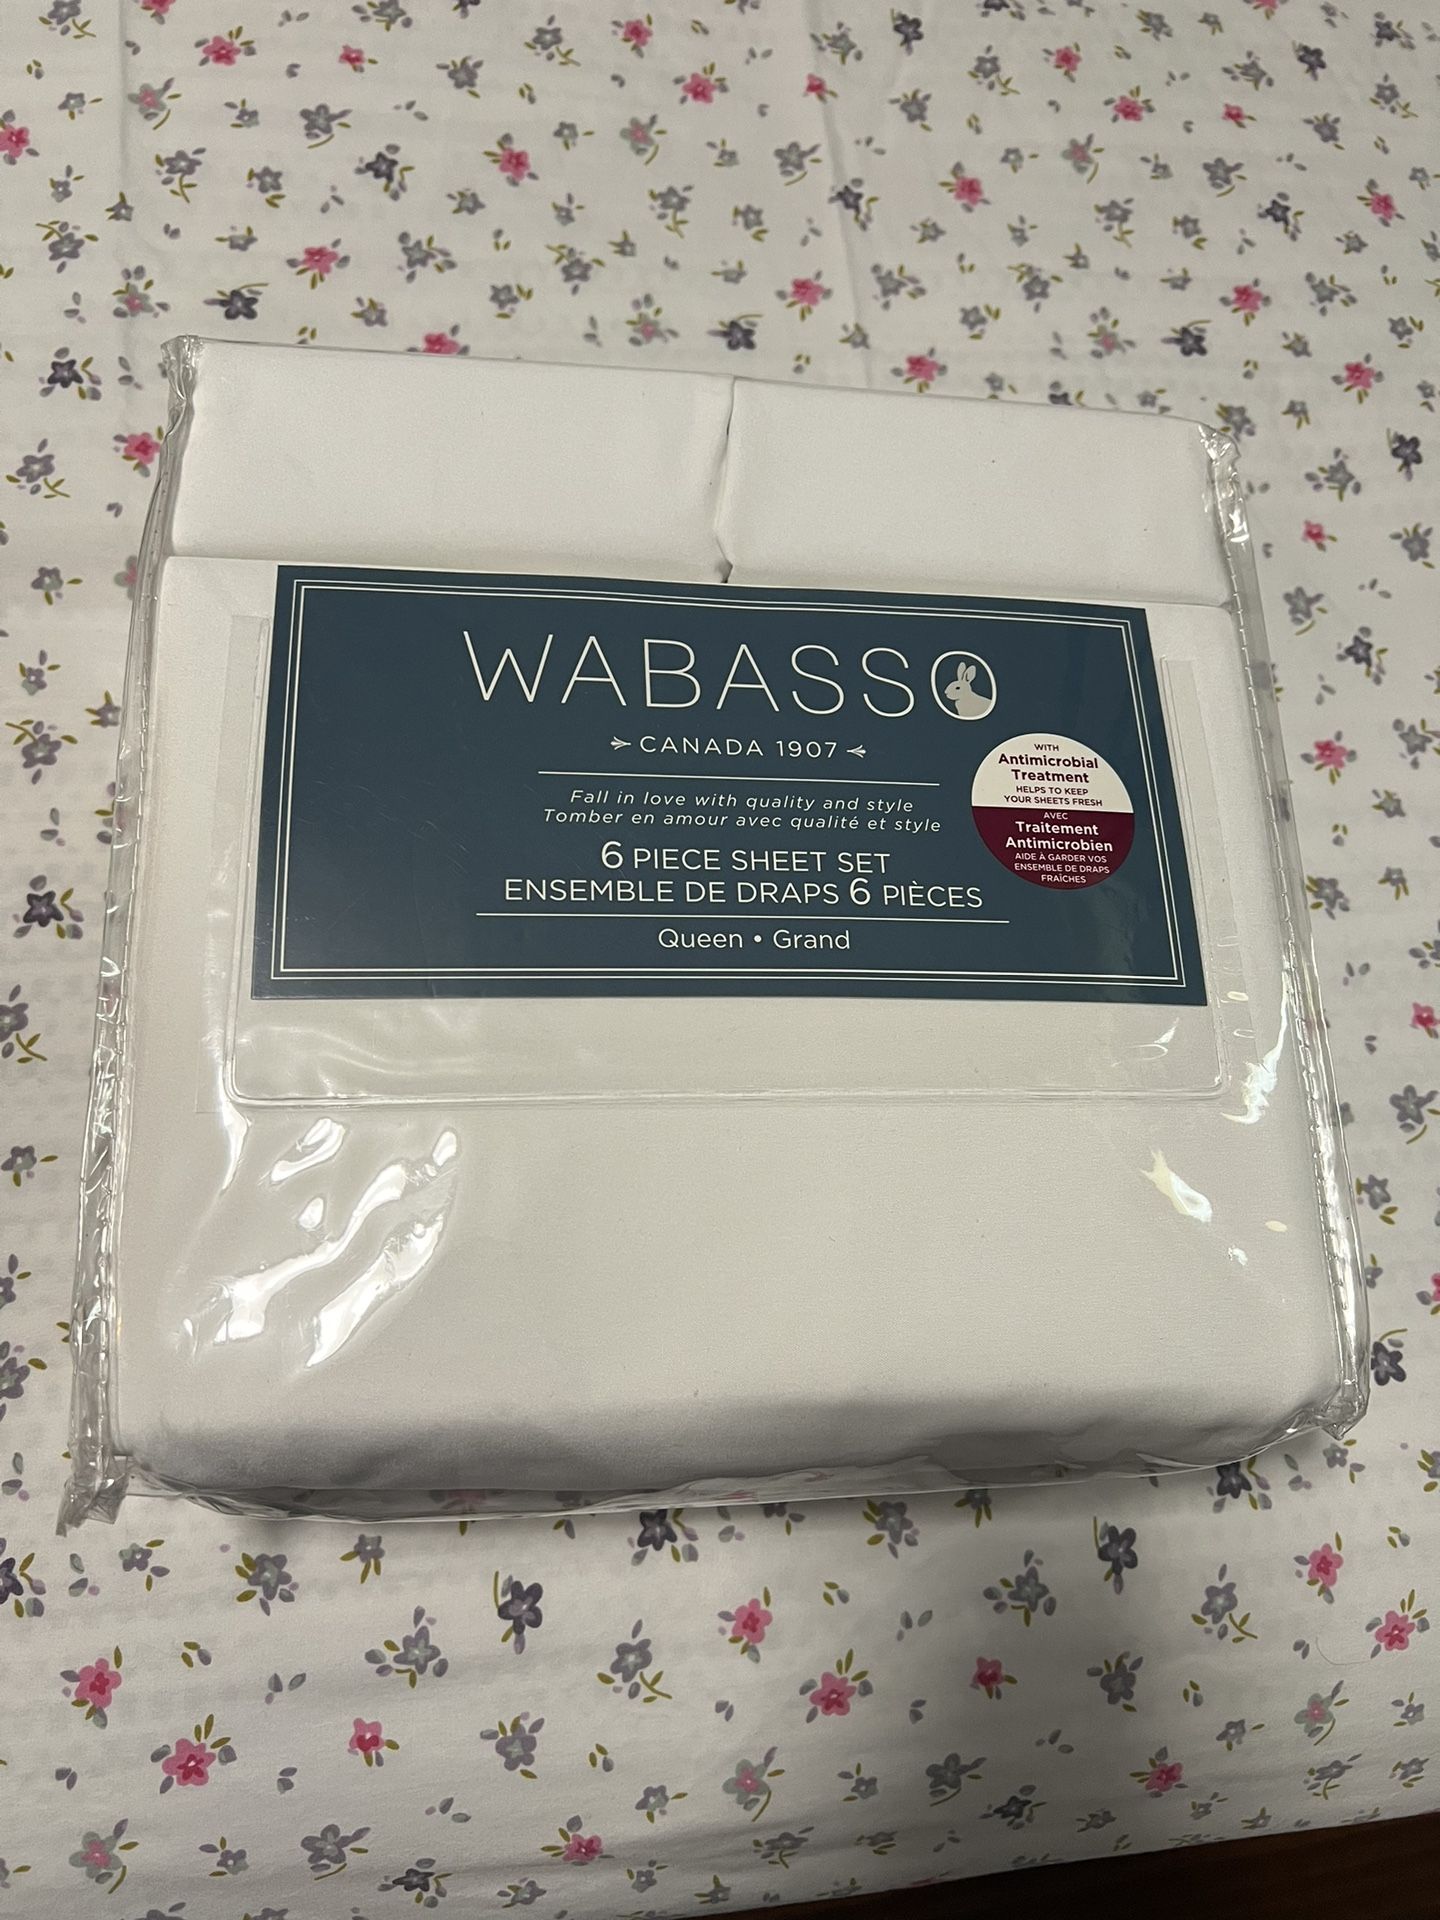 WABASSO
CANADA 1907
Fall in love with quality and style
Tomber en amour avec qualité et style
6 PIECE SHEET SET
ENSEMBLE DE DRAPS 6 PIÈCES
Queen • Grand
WITH
Antimicrobial
Treatment
HELPS TO KEEP
YOUR SHEETS FRESH
AVEC
Traitement
Antimicrobien
AIDE À GARDER VOS
ENSEMBLE DE DRAPS
FRAÎCHES